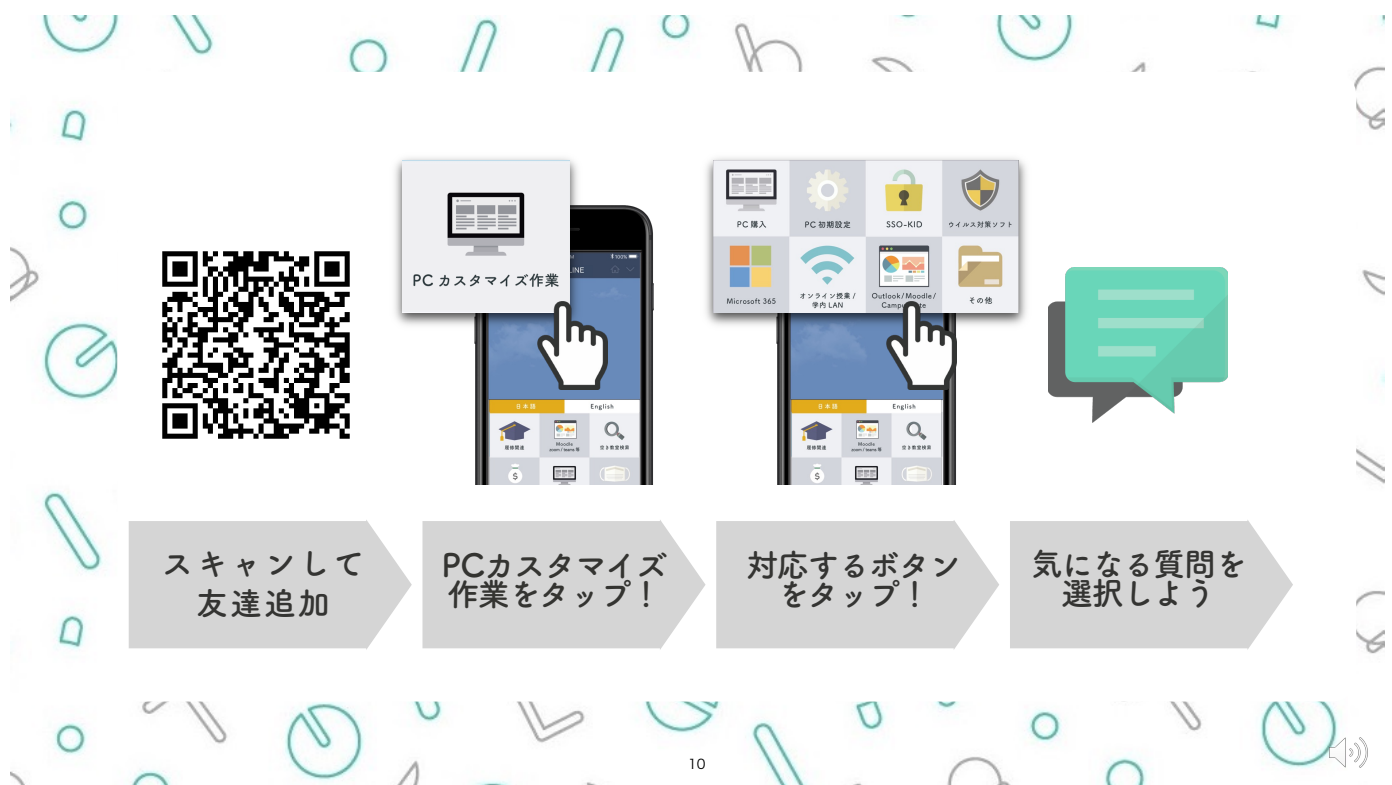 PC カスタマイズ作業
100%
LINE
日本語
English
履修関連
Moodle
zoom / teams 等
空き教室検索
PC 購入
PC 初期設定
SSO-KID
ウイルス対策ソフト
Microsoft 365
オンライン授業 /
学内 LAN
Outlook/Moodle/
その他
日本語
English
履修関連
Moodle
zoom / teams 等
空き教室検索
スキャンして
友達追加
PCカスタマイズ
作業をタップ！
対応するボタン
をタップ！
気になる質問を
選択しよう
10